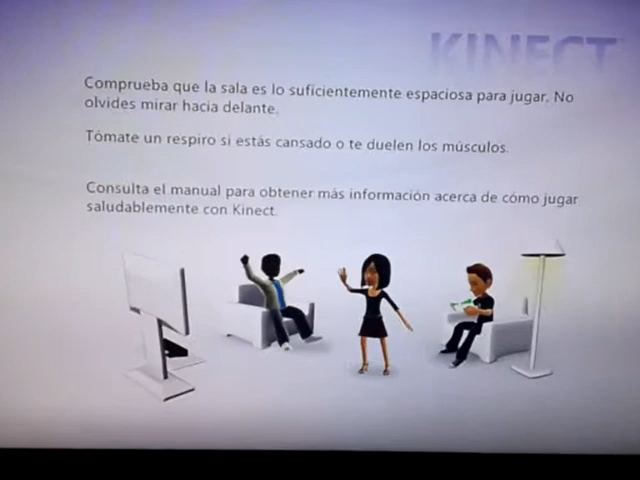 KINECT
Comprueba que la sala es lo suficientemente espaciosa para jugar. No
olvides mirar hacia delante.
Tómate un respiro si estás cansado o te duelen los músculos.
Consulta el manual para obtener más información acerca de cómo jugar
saludablemente con Kinect.